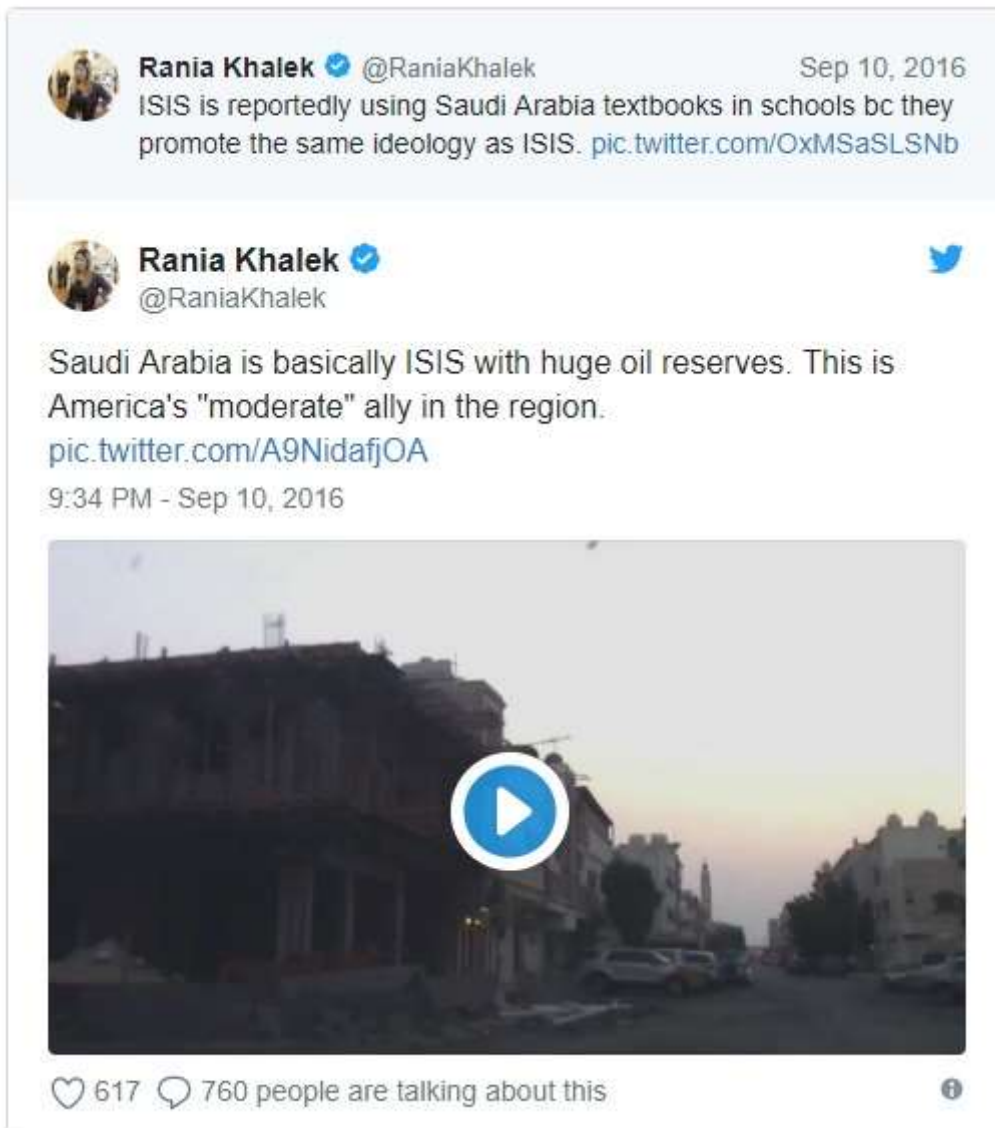 Rania Khalek @RaniaKhalek Sep 10, 2016
ISIS is reportedly using Saudi Arabia textbooks in schools bc they
promote the same ideology as ISIS. pic.twitter.com/OxMSaSLSNb
Rania Khalek
@RaniaKhalek
Saudi Arabia is basically ISIS with huge oil reserves. This is
America's "moderate" ally in the region.
pic.twitter.com/A9NidafjOA
9:34 PM - Sep 10, 2016
617 760 people are talking about this